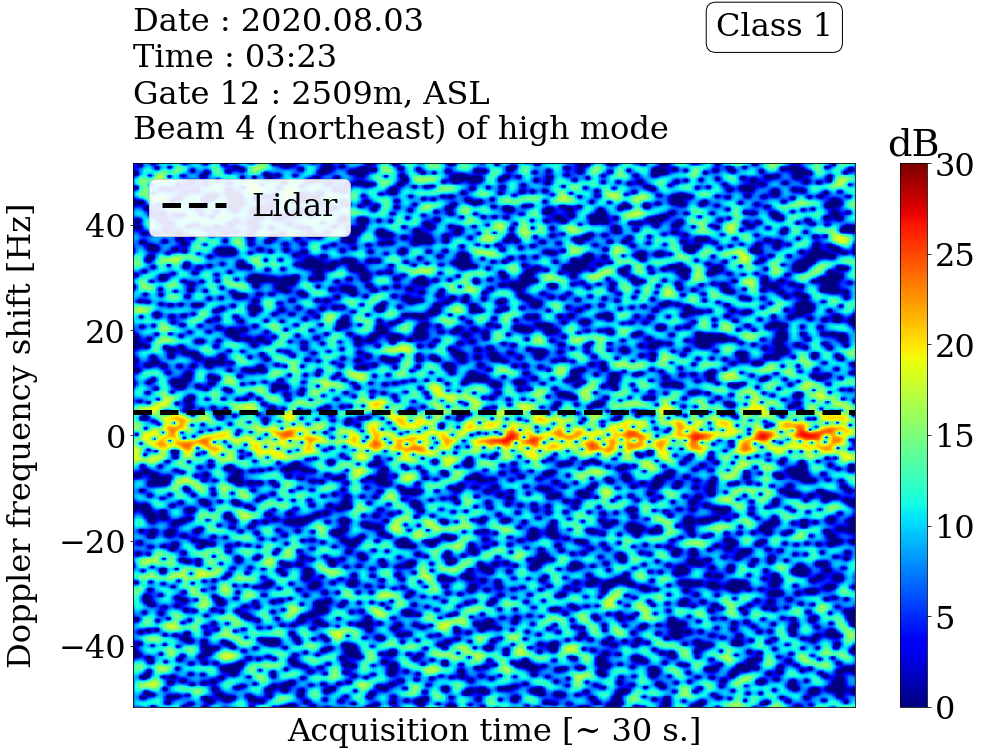 Date : 2020.08.03
Time : 03:23
Gate 12 : 2509m, ASL
Beam 4 (northeast) of high mode
Class 1
dB
Lidar
Doppler frequency shift [Hz]
40
20
0
−20
−40
30
25
20
15
10
5
0
Acquisition time [~ 30 s.]